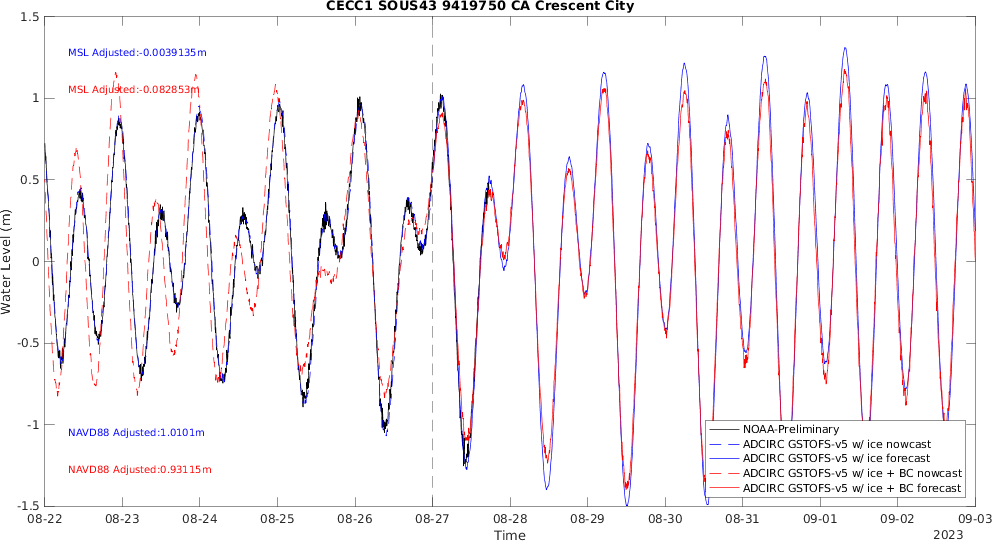 CECC1 SOUS43 9419750 CA Crescent City
1.5
1
0.5
0
-0.5
-1
-1.5
Water Level (m)
MSL Adjusted:-0.0039135m
MSL Adjusted:-0.082853m
NAVD88 Adjusted:1.0101m
NAVD88 Adjusted:0.93115m
NOAA-Preliminary
ADCIRC GSTOFS-v5 w/ ice nowcast
ADCIRC GSTOFS-v5 w/ ice forecast
ADCIRC GSTOFS-v5 w/ ice + BC nowcast
ADCIRC GSTOFS-v5 w/ ice + BC forecast
08-22 08-23 08-24 08-25 08-26 08-27 08-28 08-29 08-30 08-31 09-01 09-02 09-03
Time
2023